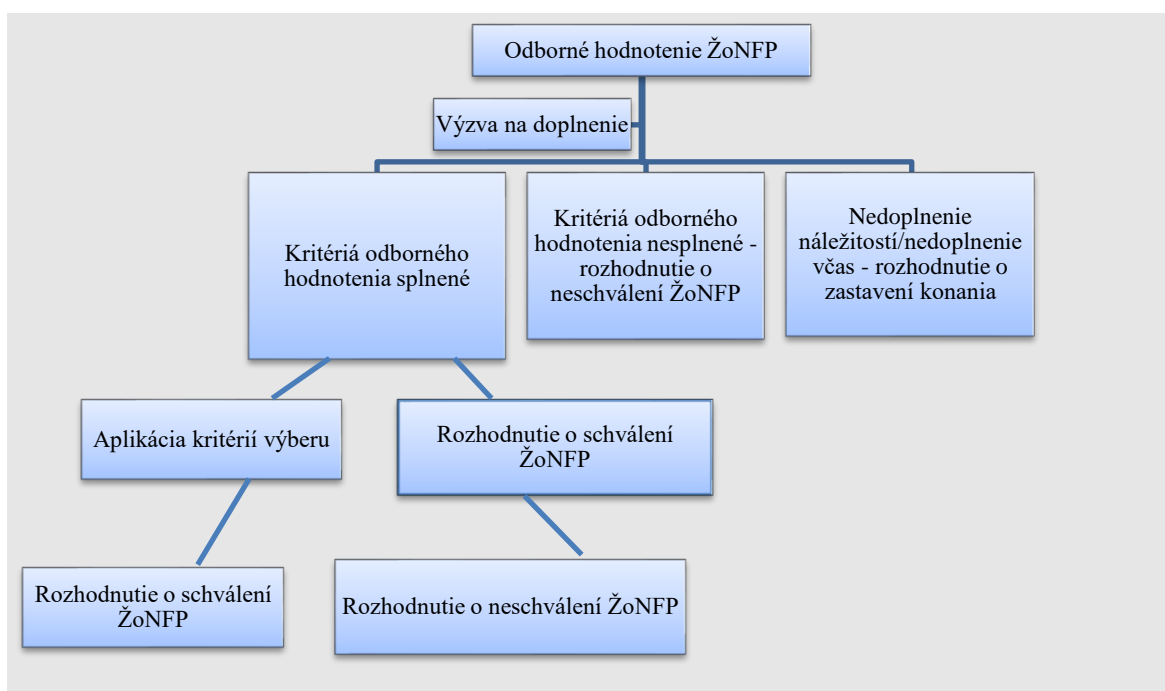 Odborné hodnotenie ŽoNFP
Výzva na doplnenie
Kritériá odborného
hodnotenia splnené
Kritériá odborného
hodnotenia nesplnené -
rozhodnutie o
neschválení ŽoNFP
Nedoplnenie
náležitostí/nedoplnenie
včas - rozhodnutie o
zastavení konania
Aplikácia kritérií výberu
Rozhodnutie o schválení
ŽoNFP
Rozhodnutie o schválení
ŽoNFP
Rozhodnutie o neschválení ŽoNFP